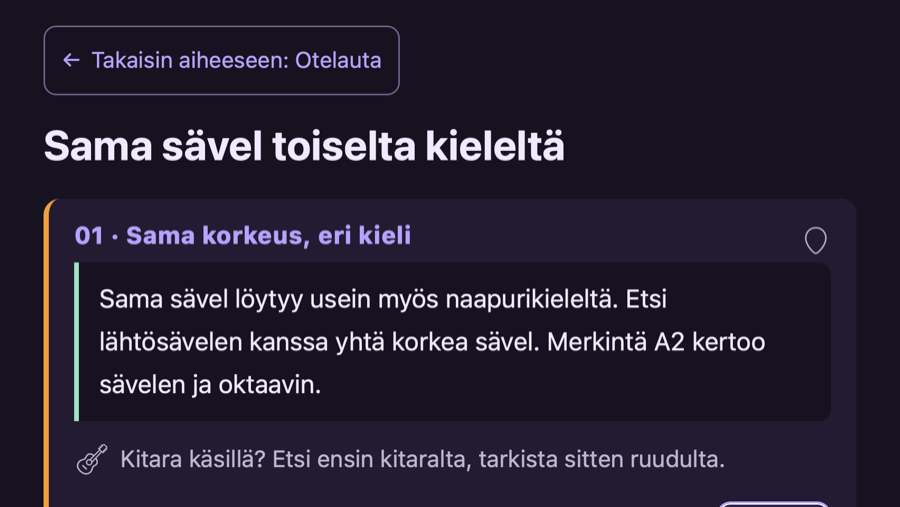 ← Takaisin aiheeseen: Otelauta
Sama sävel toiselta kieleltä
01 · Sama korkeus, eri kieli
Sama sävel löytyy usein myös naapurikieleltä. Etsi
lähtösävelen kanssa yhtä korkea sävel. Merkintä A2 kertoo
sävelen ja oktaavin.
Kitara käsillä? Etsi ensin kitaralta, tarkista sitten ruudulta.